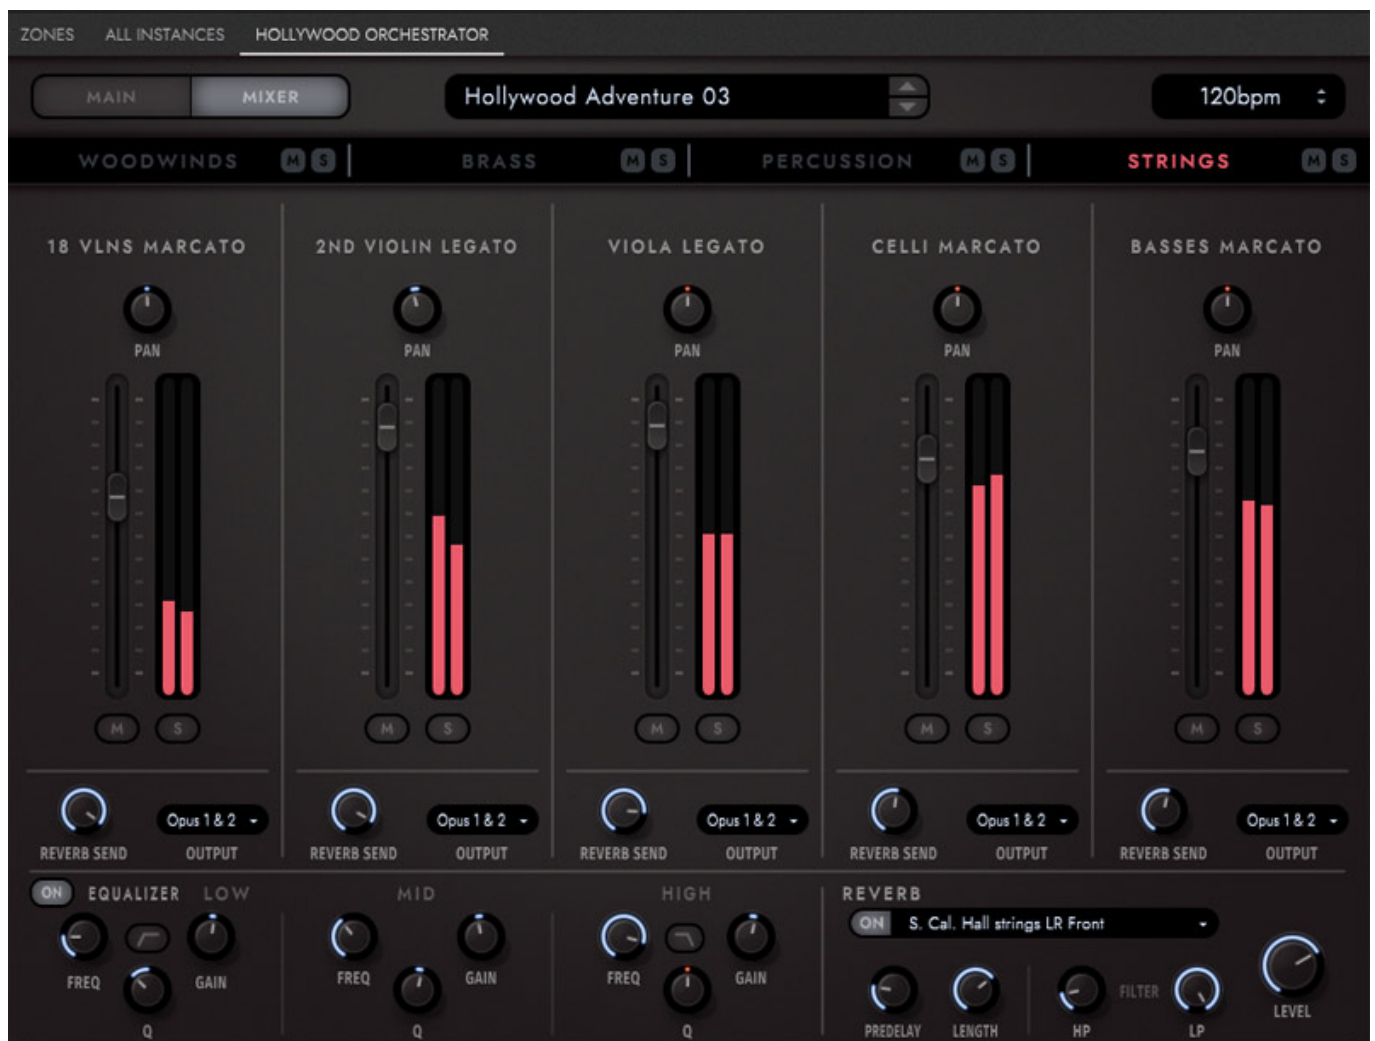 ZONES ALL INSTANCES HOLLYWOOD ORCHESTRATOR
MAIN MIXER Hollywood Adventure 03 120bpm
WOODWINDS M S BRASS M S PERCUSSION M S STRINGS M S
18 VLNS MARCATO 2ND VIOLIN LEGATO VIOLA LEGATO CELLI MARCATO BASSES MARCATO
PAN PAN PAN PAN PAN
M S M S M S M S M S
Opus 1 & 2 Opus 1 & 2 Opus 1 & 2 Opus 1 & 2 Opus 1 & 2
REVERB SEND OUTPUT REVERB SEND OUTPUT REVERB SEND OUTPUT REVERB SEND OUTPUT REVERB SEND OUTPUT
ON EQUALIZER LOW MID HIGH REVERB
ON S. Cal. Hall strings LR Front
FREQ GAIN FREQ GAIN FREQ GAIN FILTER LEVEL
Q Q Q PREDELAY LENGTH HP LP